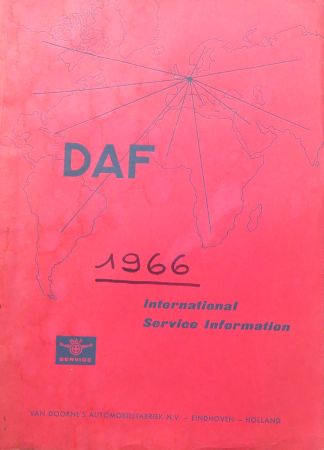 DAF
1966
International
Service Information
SERVICE
VAN DOORNE'S AUTOMOBIELFABRIEK N.V. - EINDHOVEN - HOLLAND